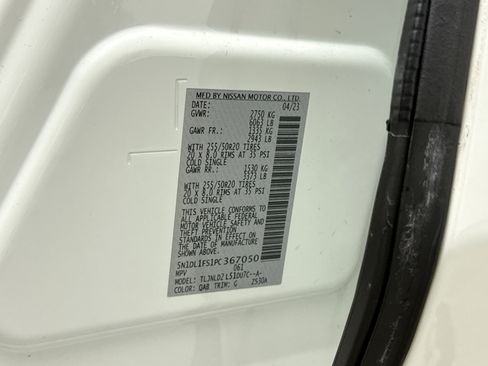 MFD BY NISSAN MOTOR CO., LTD.
DATE: 04/23
GVWR: 2750 KG
6063 LB
GAWR FR.: 1335 KG
2943 LB
WITH 255/50R20 TIRES
20 x 8.0 RIMS AT 35 PSI
COLD SINGLE
GAWR RR.: 1530 KG
3373 LB
WITH 255/50R20 TIRES
20 x 8.0 RIMS AT 35 PSI
COLD SINGLE
THIS VEHICLE CONFORMS TO
ALL APPLICABLE FEDERAL
MOTOR VEHICLE SAFETY AND
THEFT PREVENTION
STANDARDS IN EFFECT ON
THE DATE OF MANUFACTURE
SHOWN ABOVE.
5N1DL1FS1PC367050
MPV 061
MODEL: TLJNLDZ L51DU7C--A-
COLOR: QAB TRIM: G ZS30A